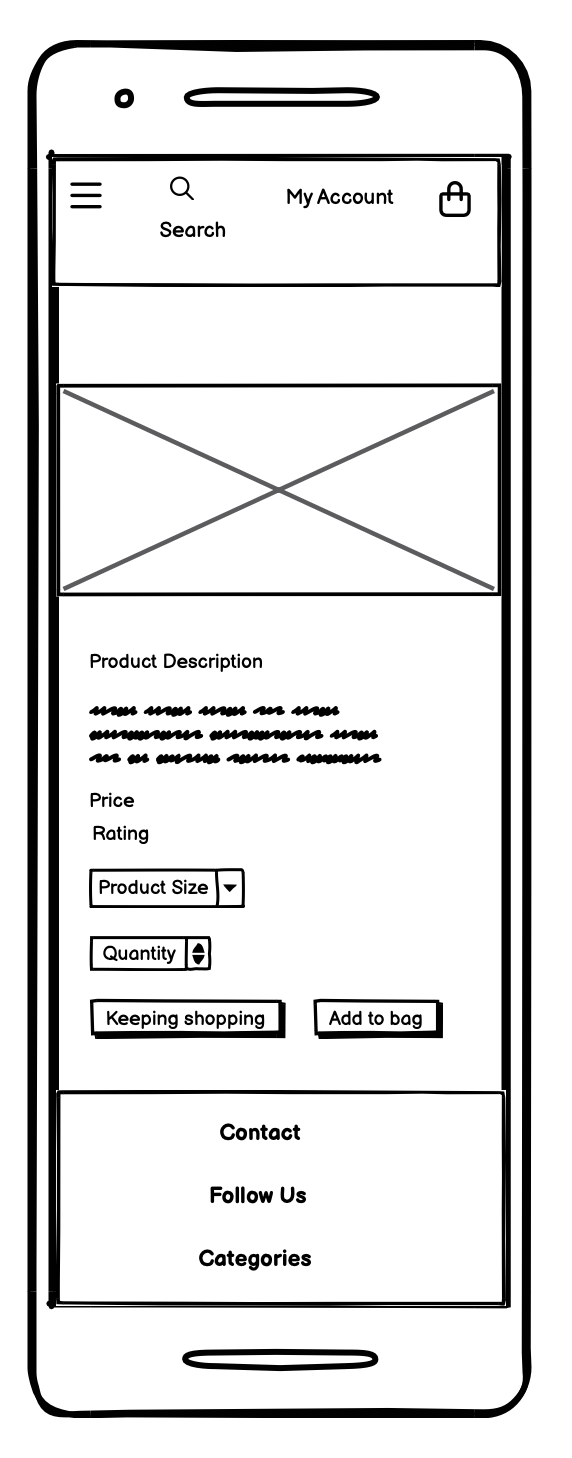 My Account
Search
Product Description
Price
Rating
Product Size
Quantity
Keeping shopping
Add to bag
Contact
Follow Us
Categories